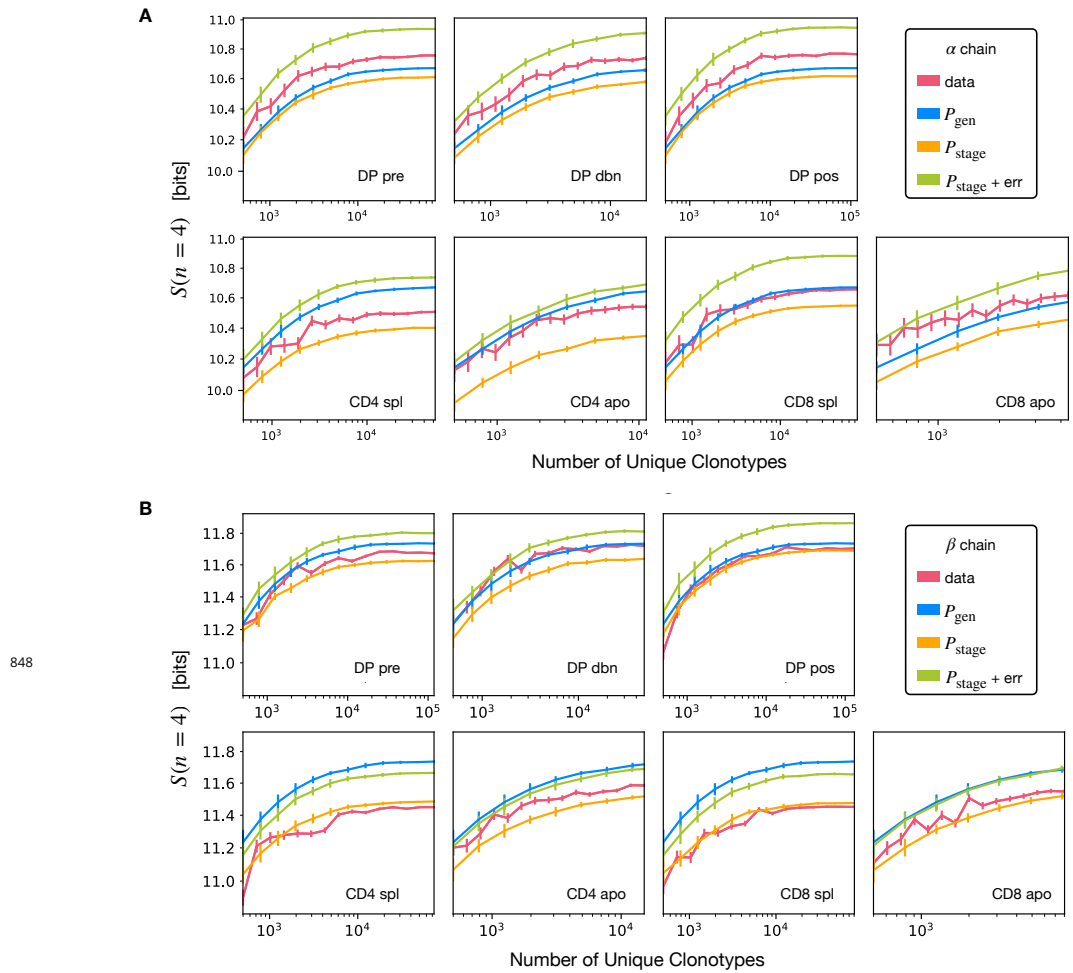 A
11.0
10.8
10.6
10.4
10.2
10.0
DP pre
DP dbn
DP pos
10³ 10⁴
10³ 10⁴
10³ 10⁴ 10⁵
α chain
data
P_gen
P_stage
P_stage + err
S(n = 4) [bits]
11.0
10.8
10.6
10.4
10.2
10.0
CD4 spl
CD4 apo
CD8 spl
CD8 apo
10³ 10⁴
10³ 10⁴
10³ 10⁴
10³
Number of Unique Clonotypes
B
11.8
11.6
11.4
11.2
11.0
DP pre
DP dbn
DP pos
10³ 10⁴ 10⁵
10³ 10⁴
10³ 10⁴ 10⁵
β chain
data
P_gen
P_stage
P_stage + err
848
S(n = 4) [bits]
11.8
11.6
11.4
11.2
11.0
CD4 spl
CD4 apo
CD8 spl
CD8 apo
10³ 10⁴
10³ 10⁴
10³ 10⁴
10³
Number of Unique Clonotypes